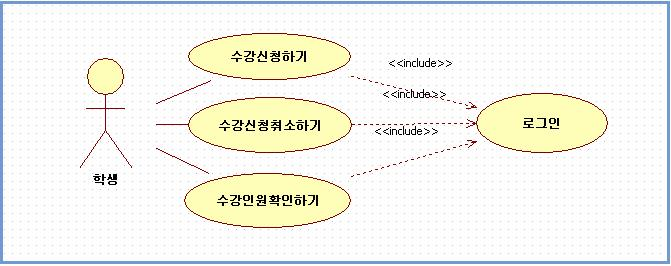 수강신청하기
<<include>>
<<include>>
수강신청취소하기
로그인
<<include>>
학생
수강인원확인하기